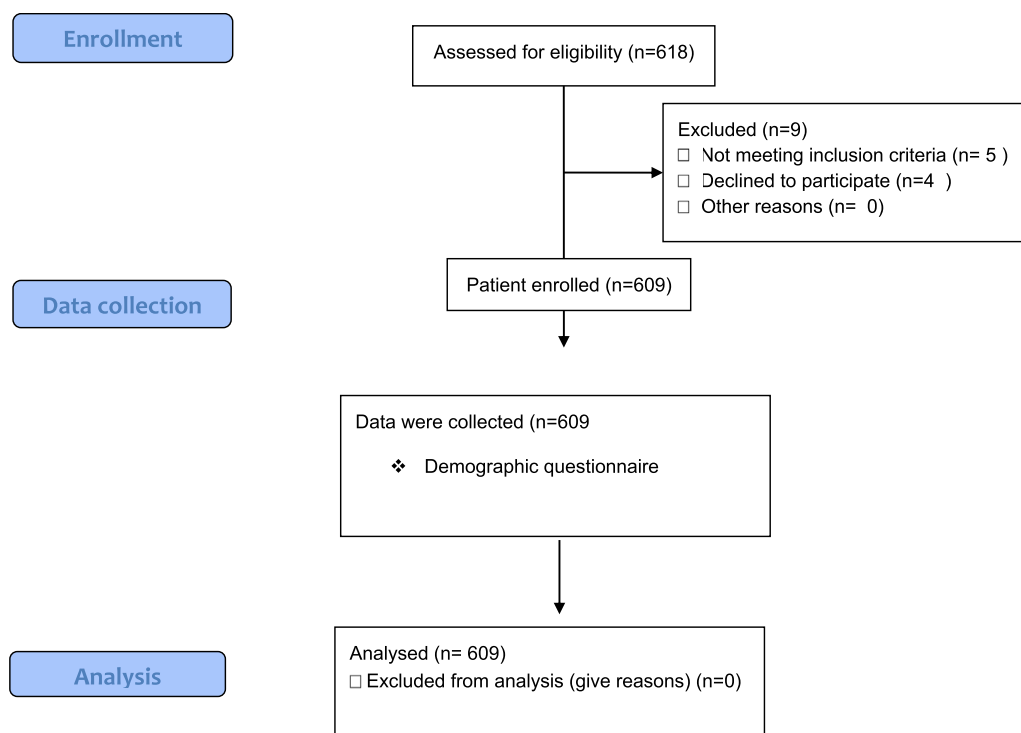 Enrollment
Assessed for eligibility (n=618)
Excluded (n=9)
□ Not meeting inclusion criteria (n= 5 )
□ Declined to participate (n=4  )
□ Other reasons (n=  0)
Patient enrolled (n=609)
Data collection
Data were collected (n=609
❖ Demographic questionnaire
Analysed (n= 609)
□ Excluded from analysis (give reasons) (n=0)
Analysis